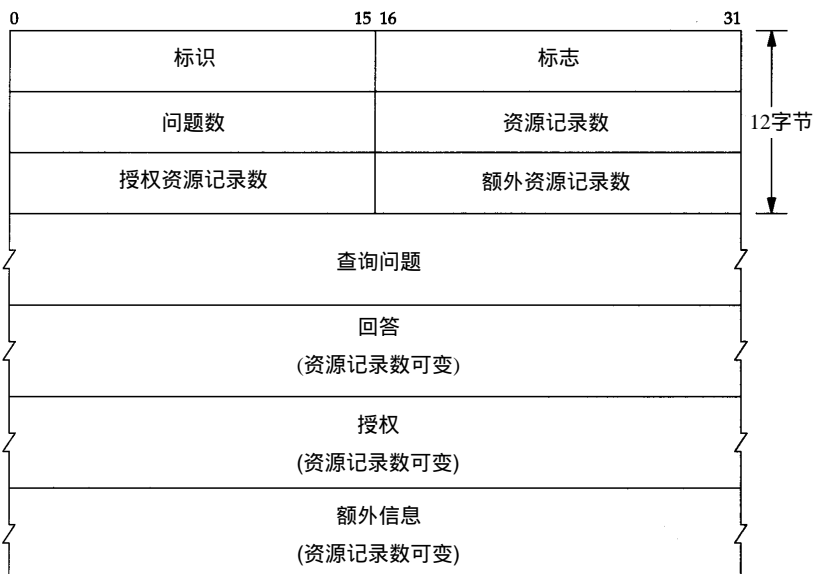 0 15 16 31
标识 标志
问题数 资源记录数 12字节
授权资源记录数 额外资源记录数
查询问题
回答
(资源记录数可变)
授权
(资源记录数可变)
额外信息
(资源记录数可变)